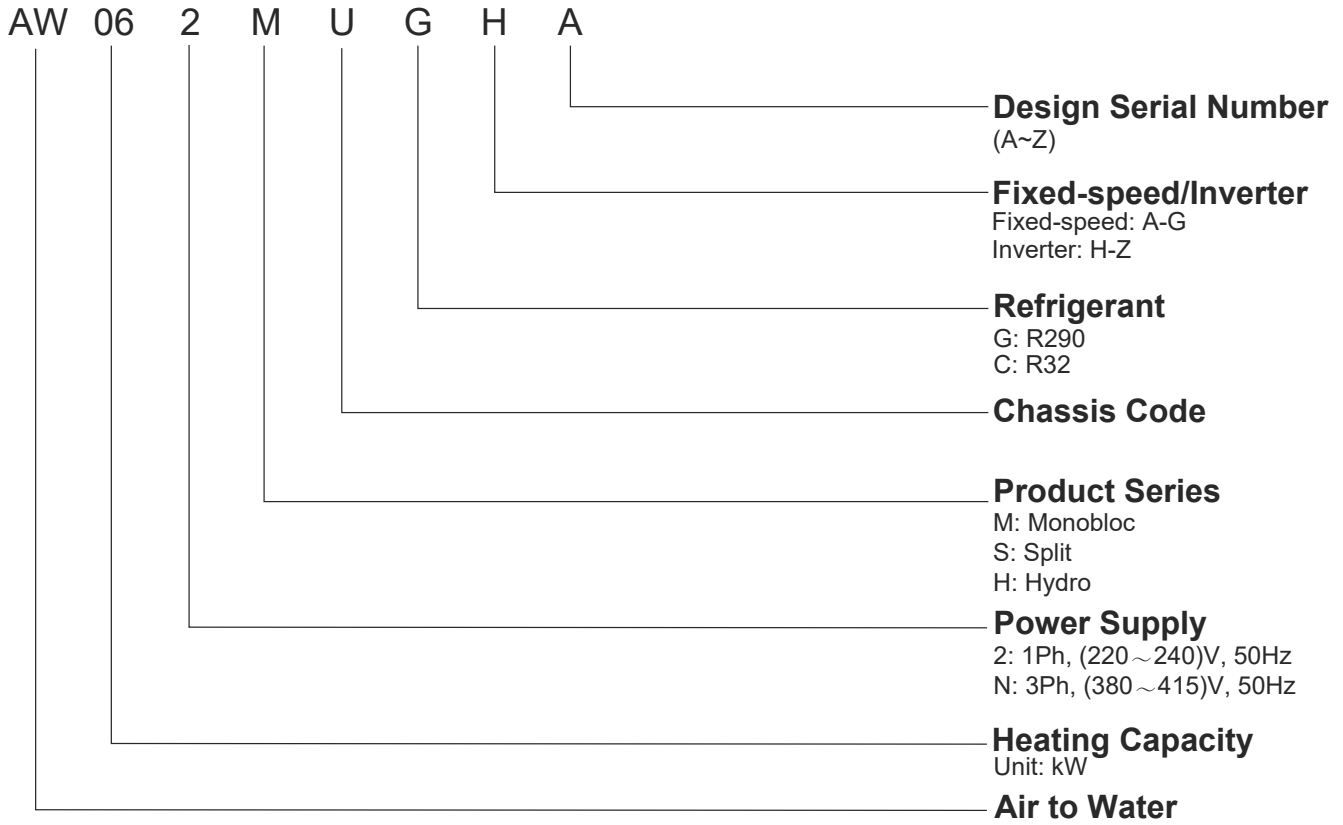 AW 06 2 M U G H A
Design Serial Number
(A~Z)
Fixed-speed/Inverter
Fixed-speed: A-G
Inverter: H-Z
Refrigerant
G: R290
C: R32
Chassis Code
Product Series
M: Monobloc
S: Split
H: Hydro
Power Supply
2: 1Ph, (220～240)V, 50Hz
N: 3Ph, (380～415)V, 50Hz
Heating Capacity
Unit: kW
Air to Water